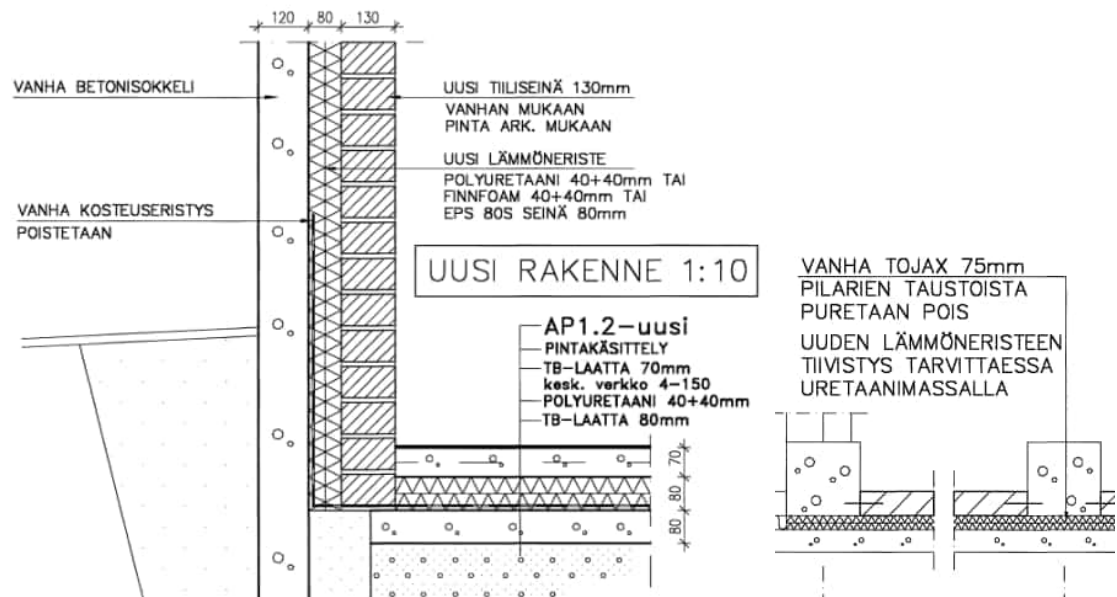 120 80 130
VANHA BETONISOKKELI
UUSI TIILISEINÄ 130mm
VANHAN MUKAAN
PINTA ARK. MUKAAN
UUSI LÄMMÖNERISTE
POLYURETAANI 40+40mm TAI
FINNFOAM 40+40mm TAI
EPS 80S SEINÄ 80mm
VANHA KOSTEUSERISTYS
POISTETAAN
UUSI RAKENNE 1:10
AP1.2-uusi
PINTAKÄSITTELY
TB-LAATTA 70mm
kesk. verkko 4-150
POLYURETAANI 40+40mm
TB-LAATTA 80mm
70
80
80
VANHA TOJAX 75mm
PILARIEN TAUSTOISTA
PURETAAN POIS
UUDEN LÄMMÖNERISTEEN
TIIVISTYS TARVITTAESSA
URETAANIMASSALLA